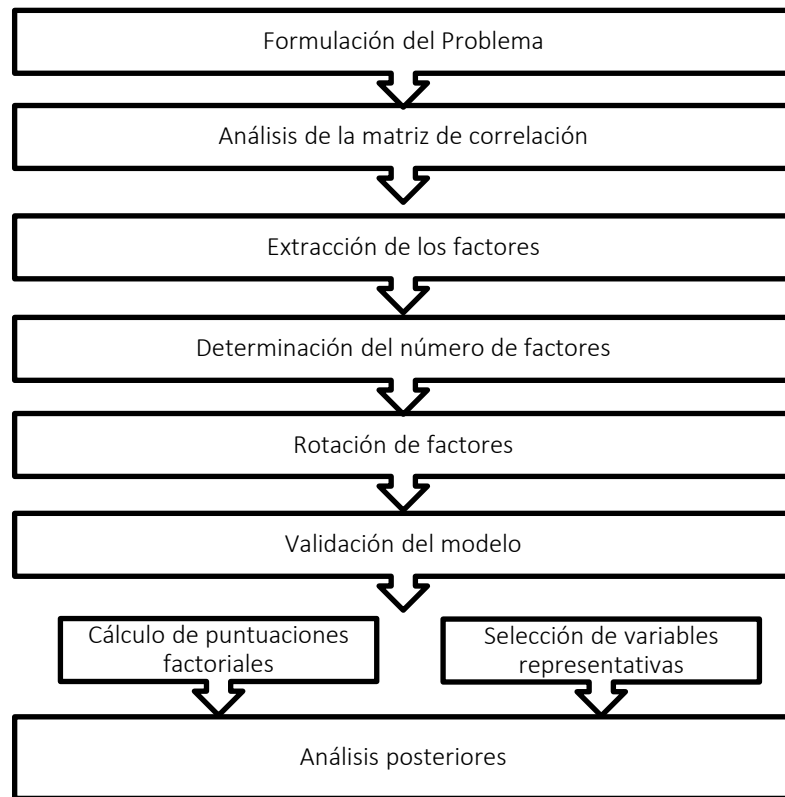 Formulación del Problema
Análisis de la matriz de correlación
Extracción de los factores
Determinación del número de factores
Rotación de factores
Validación del modelo
Cálculo de puntuaciones
factoriales
Selección de variables
representativas
Análisis posteriores